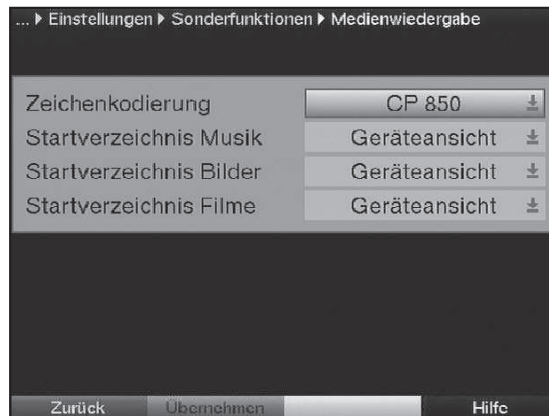 ... ▶ Einstellungen ▶ Sonderfunktionen ▶ Medienwiedergabe
Zeichenkodierung CP 850
Startverzeichnis Musik Geräteansicht
Startverzeichnis Bilder Geräteansicht
Startverzeichnis Filme Geräteansicht
Zurück Übernehmen Hilfe